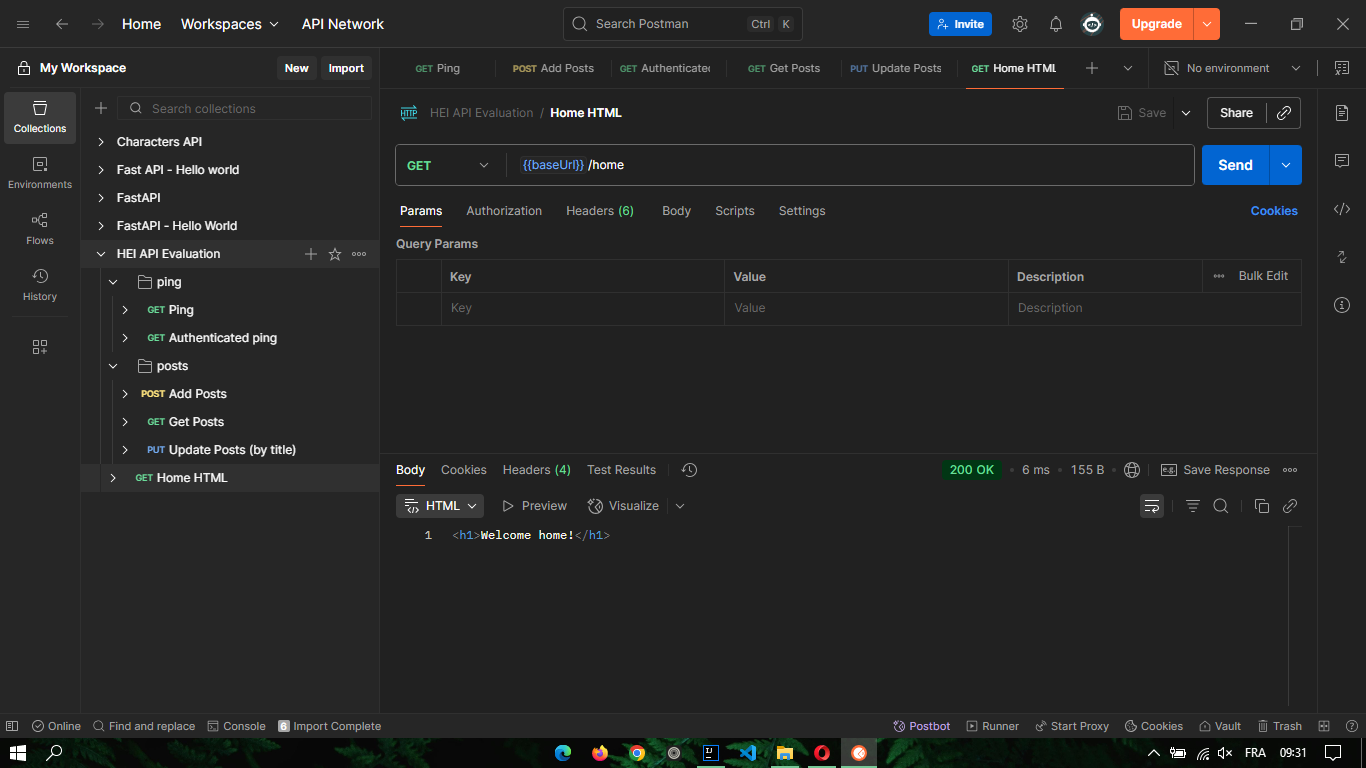 Home Workspaces API Network Search Postman Ctrl K Invite Upgrade
My Workspace New Import
GET Ping POST Add Posts GET Authenticated GET Get Posts PUT Update Posts GET Home HTML No environment
Collections
Environments
Flows
History
Search collections
Characters API
Fast API - Hello world
FastAPI
FastAPI - Hello World
HEI API Evaluation
ping
GET Ping
GET Authenticated ping
posts
POST Add Posts
GET Get Posts
PUT Update Posts (by title)
GET Home HTML
HTTP HEI API Evaluation / Home HTML Save Share
GET {{baseUrl}} /home Send
Params Authorization Headers (6) Body Scripts Settings Cookies
Query Params
Key Value Description Bulk Edit
Key Value Description
Body Cookies Headers (4) Test Results 200 OK 6 ms 155 B e.g. Save Response
HTML Preview Visualize
1 <h1>Welcome home!</h1>
Online Find and replace Console 6 Import Complete Postbot Runner Start Proxy Cookies Vault Trash
FRA 09:31